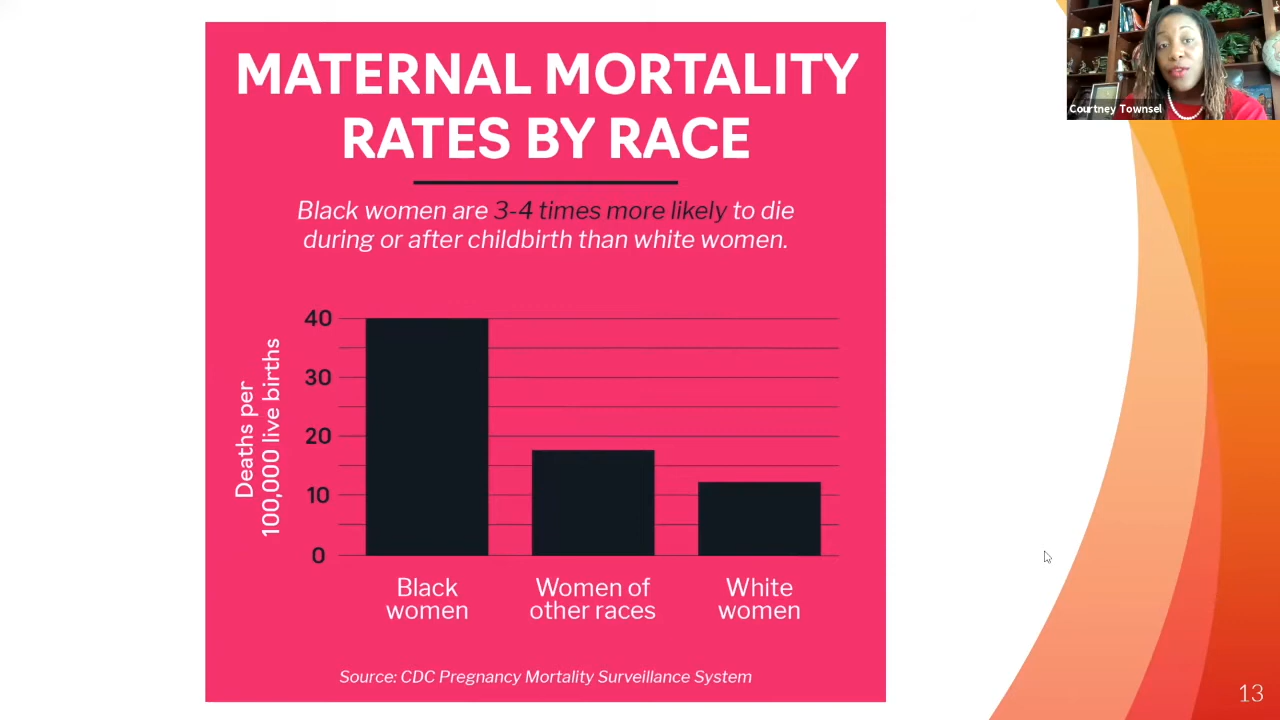 MATERNAL MORTALITY
RATES BY RACE
Black women are 3-4 times more likely to die
during or after childbirth than white women.
Deaths per
100,000 live births
40
30
20
10
0
Black
women
Women of
other races
White
women
Source: CDC Pregnancy Mortality Surveillance System
Courtney Townsel
13